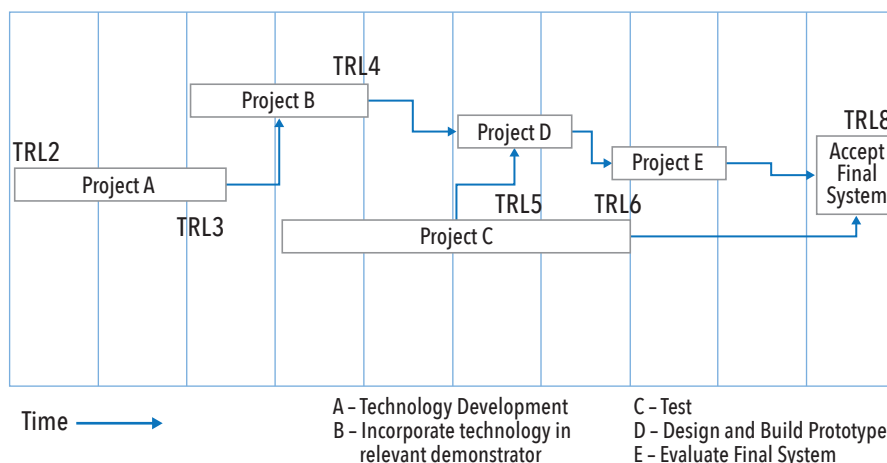 TRL4
Project B
TRL8
Project D
Accept
Final
System
TRL2
Project E
Project A
TRL3
TRL5
TRL6
Project C
Time
A – Technology Development
B – Incorporate technology in
relevant demonstrator
C – Test
D – Design and Build Prototype
E – Evaluate Final System